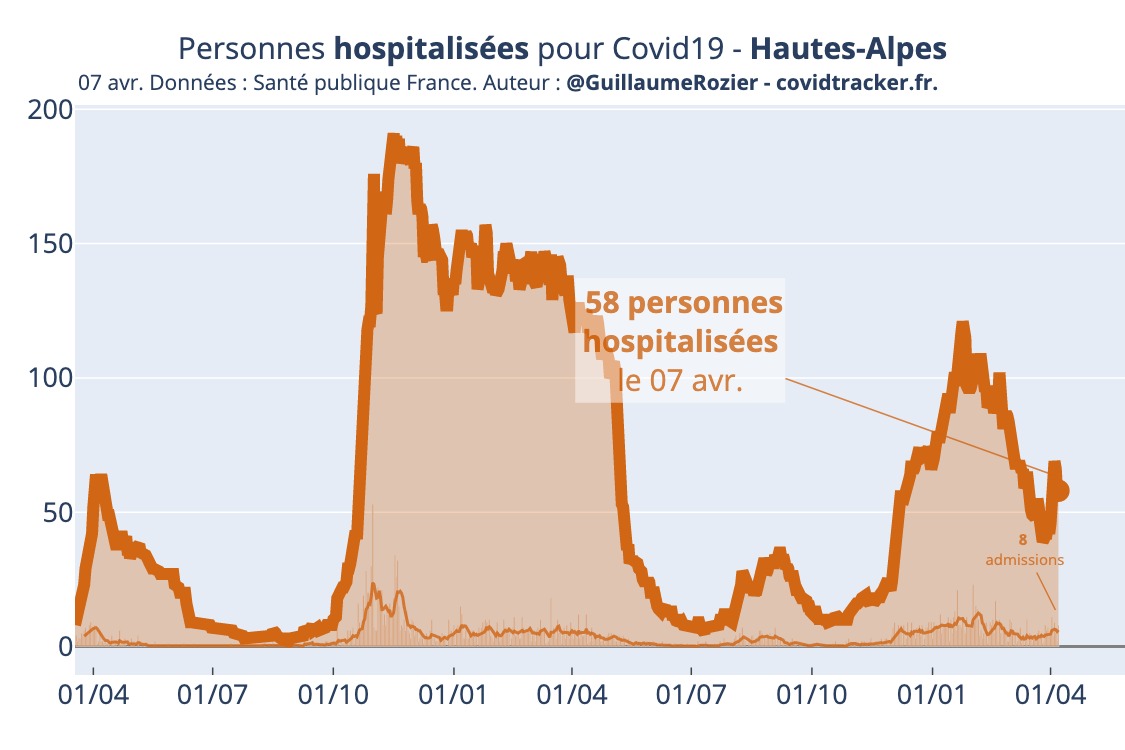 Personnes hospitalisées pour Covid19 - Hautes-Alpes
07 avr. Données : Santé publique France. Auteur : @GuillaumeRozier - covidtracker.fr.
200
150
100
50
0
58 personnes
hospitalisées
le 07 avr.
8
admissions
01/04 01/07 01/10 01/01 01/04 01/07 01/10 01/01 01/04